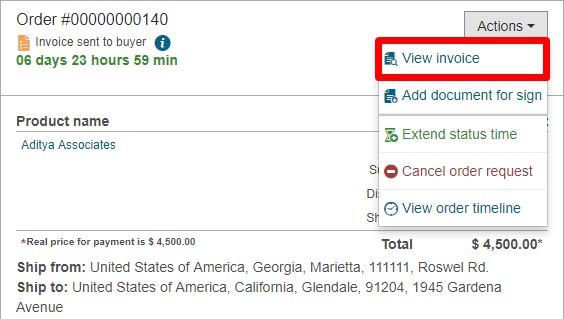 Order #00000000140
Actions
Invoice sent to buyer
06 days 23 hours 59 min
View invoice
Add document for sign
Extend status time
Cancel order request
View order timeline
Product name
Aditya Associates
*Real price for payment is $ 4,500.00
Total $ 4,500.00*
Ship from: United States of America, Georgia, Marietta, 111111, Roswel Rd.
Ship to: United States of America, California, Glendale, 91204, 1945 Gardena
Avenue